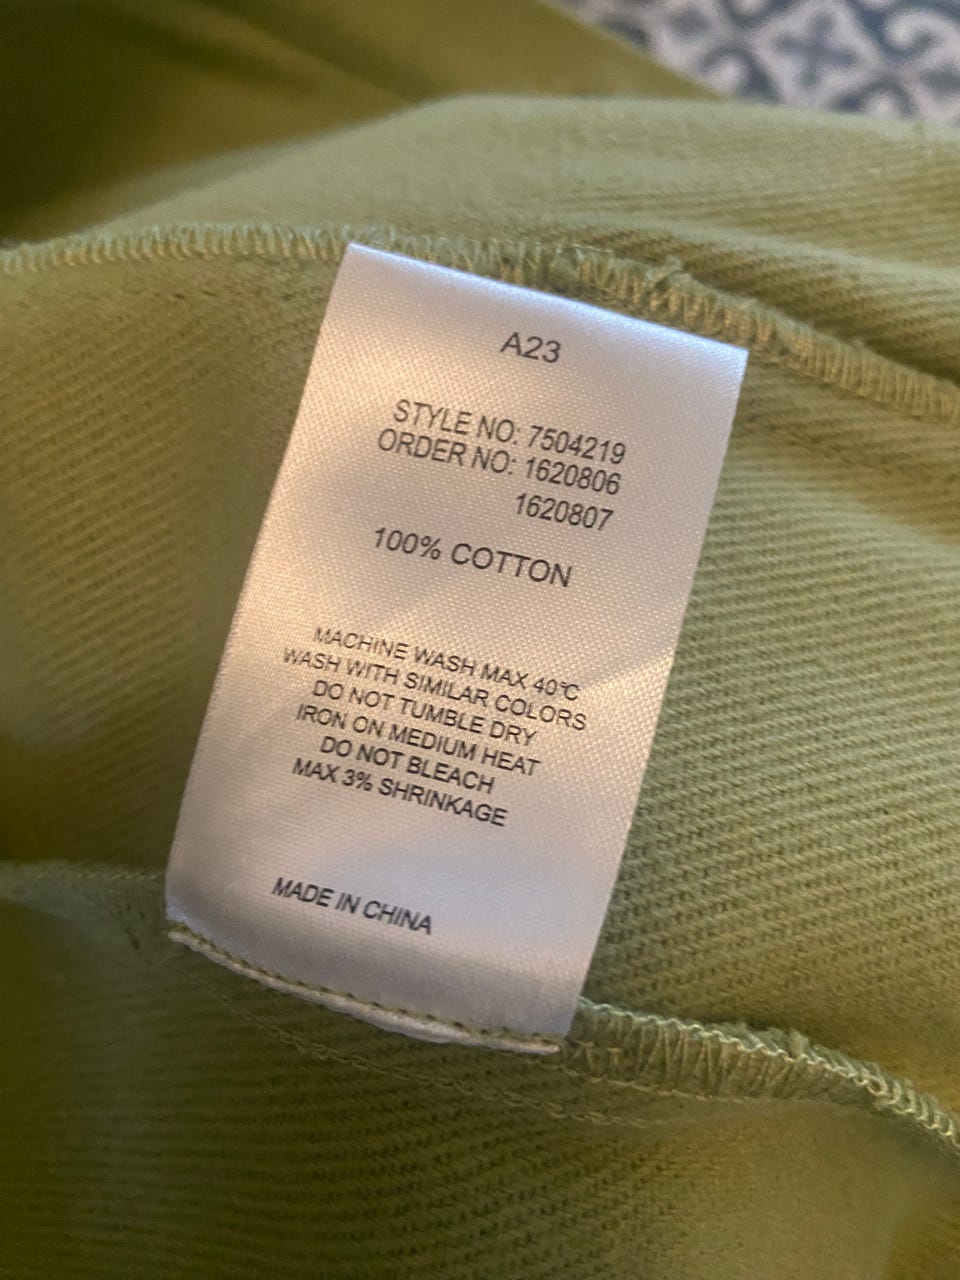 A23
STYLE NO: 7504219
ORDER NO: 1620806
1620807
100% COTTON
MACHINE WASH MAX 40°C
WASH WITH SIMILAR COLORS
DO NOT TUMBLE DRY
IRON ON MEDIUM HEAT
DO NOT BLEACH
MAX 3% SHRINKAGE
MADE IN CHINA